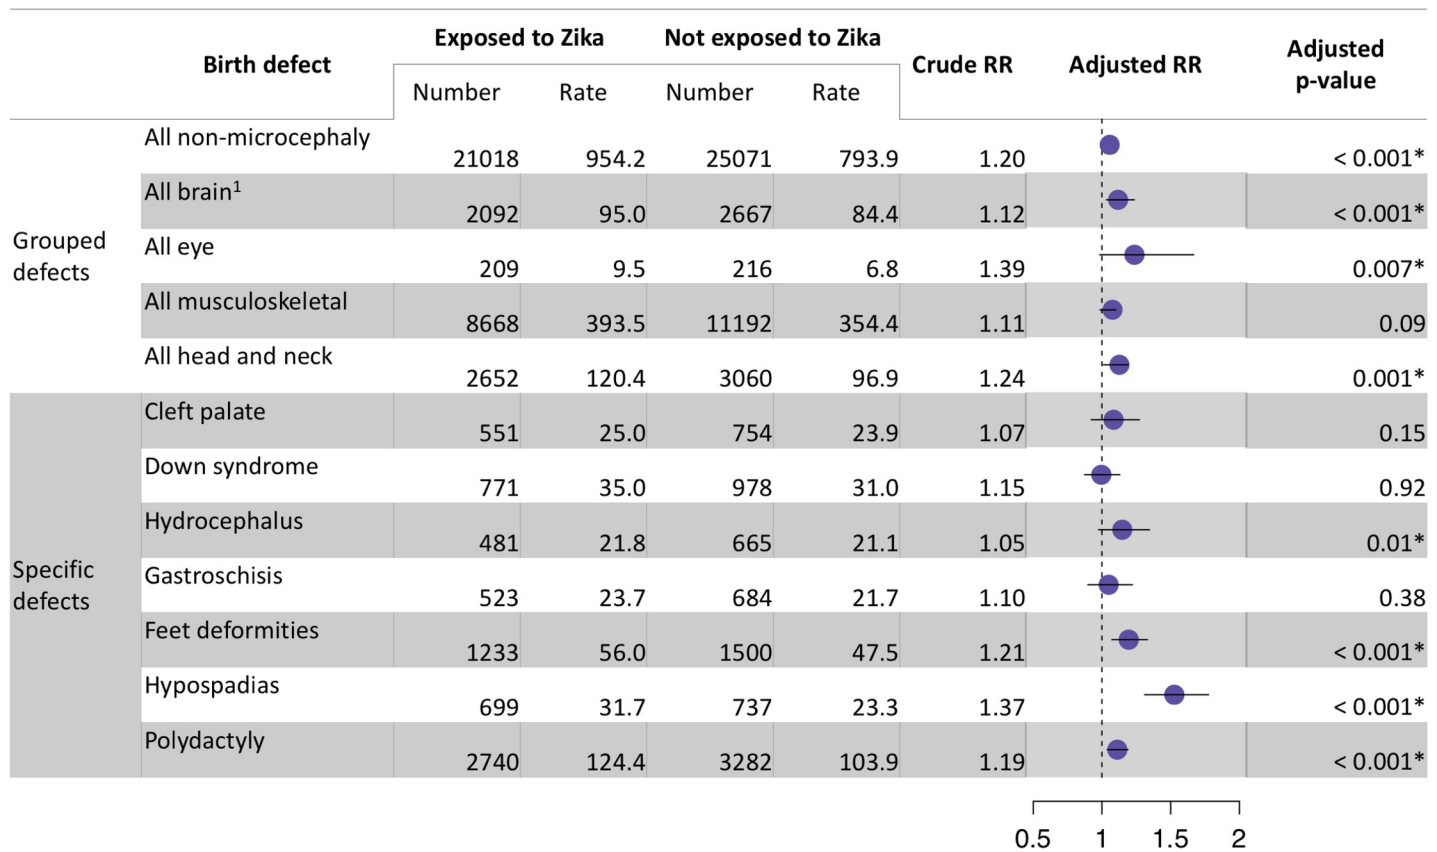 Birth defect Exposed to Zika Not exposed to Zika Crude RR Adjusted RR Adjusted p-value
Number Rate Number Rate
Grouped defects
All non-microcephaly 21018 954.2 25071 793.9 1.20 < 0.001*
All brain¹ 2092 95.0 2667 84.4 1.12 < 0.001*
All eye 209 9.5 216 6.8 1.39 0.007*
All musculoskeletal 8668 393.5 11192 354.4 1.11 0.09
All head and neck 2652 120.4 3060 96.9 1.24 0.001*
Specific defects
Cleft palate 551 25.0 754 23.9 1.07 0.15
Down syndrome 771 35.0 978 31.0 1.15 0.92
Hydrocephalus 481 21.8 665 21.1 1.05 0.01*
Gastroschisis 523 23.7 684 21.7 1.10 0.38
Feet deformities 1233 56.0 1500 47.5 1.21 < 0.001*
Hypospadias 699 31.7 737 23.3 1.37 < 0.001*
Polydactyly 2740 124.4 3282 103.9 1.19 < 0.001*
0.5 1 1.5 2